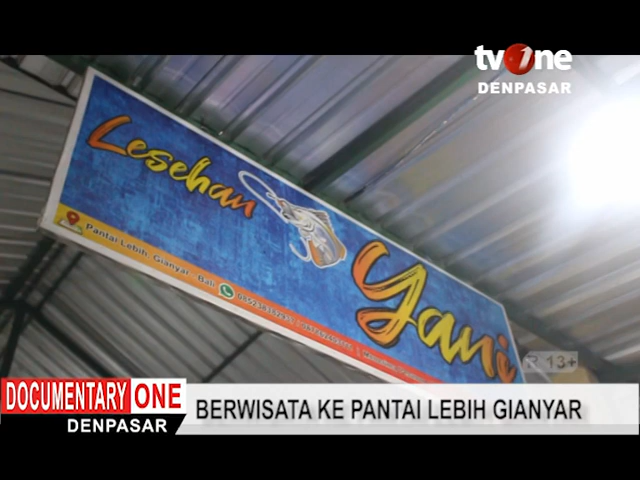 tvOne
DENPASAR
Lesehan
Yani
Pantai Lebih Gianyar Bali
R 13+
DOCUMENTARY ONE
DENPASAR
BERWISATA KE PANTAI LEBIH GIANYAR